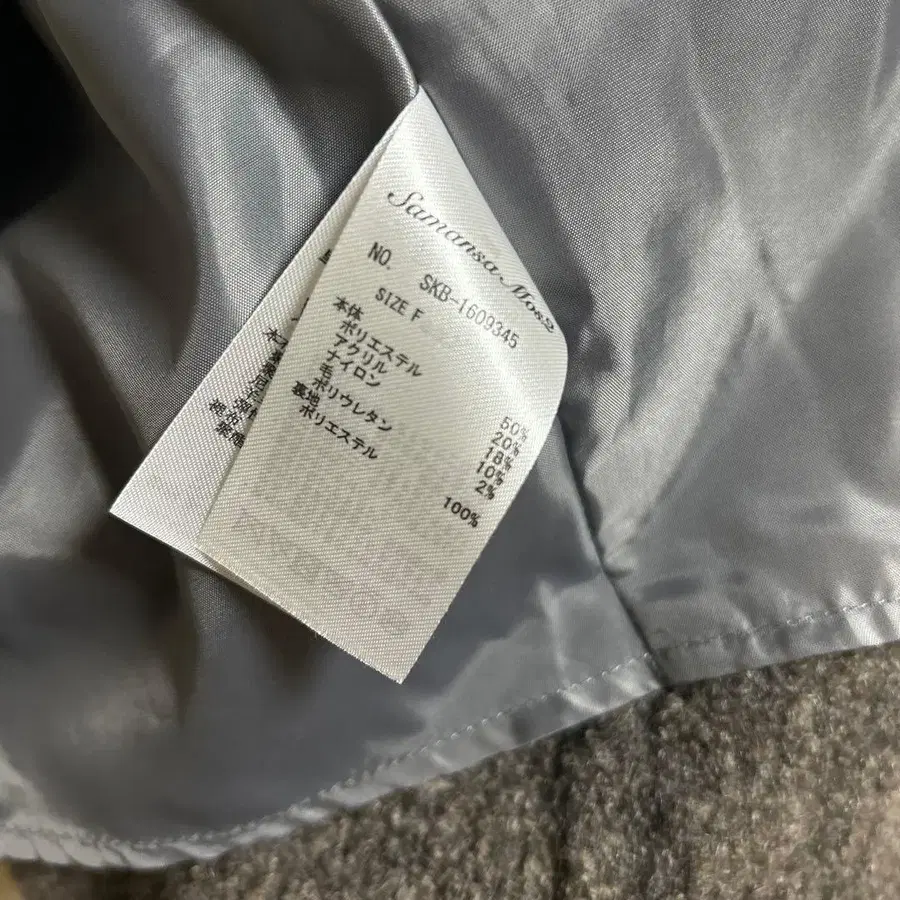 Samansa Mos2
NO. SKB-1609345
SIZE F
本体
ポリエステル 50%
アクリル 20%
ナイロン 18%
毛 10%
ポリウレタン 2%
裏地
ポリエステル 100%